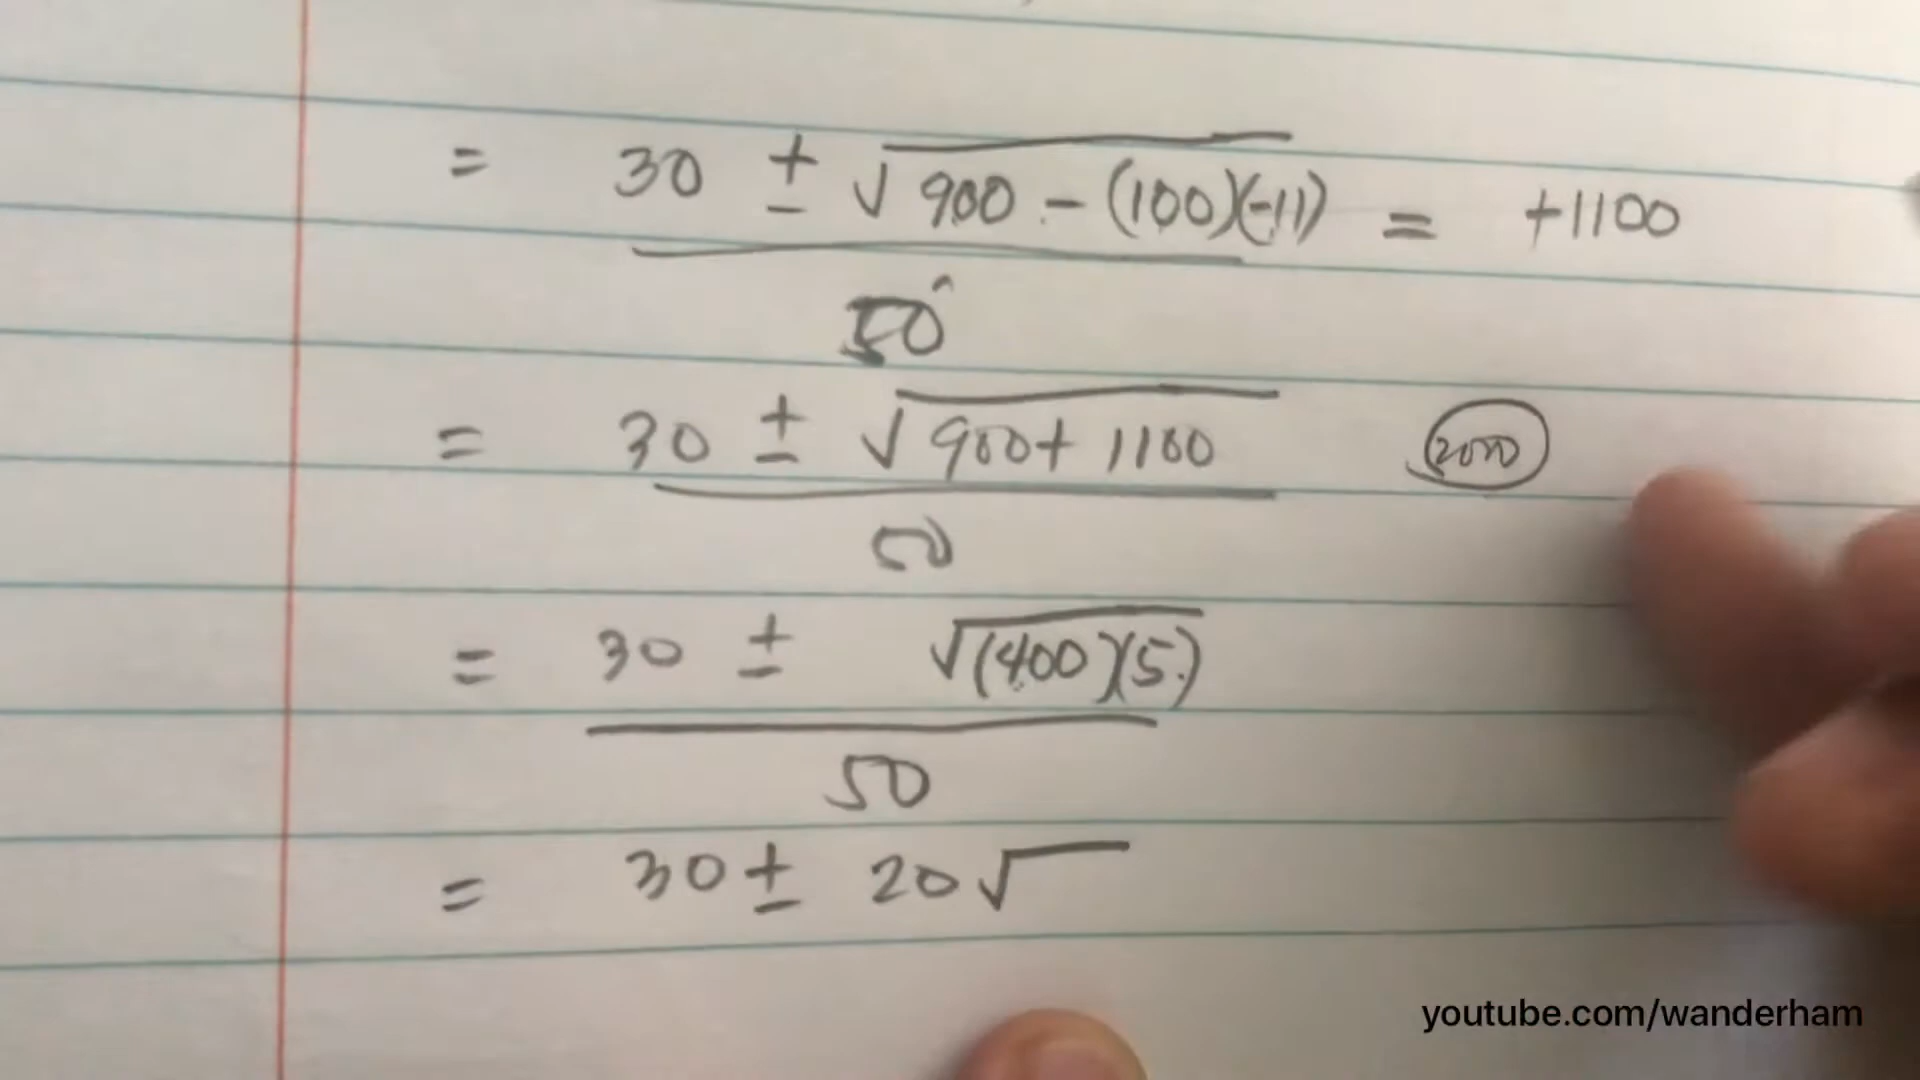 = 30 ± √900 - (100)(-11) = +1100
50
= 30 ± √900 + 1100 2000
50
= 30 ± √(400)(5)
50
= 30 ± 20√
youtube.com/wanderham